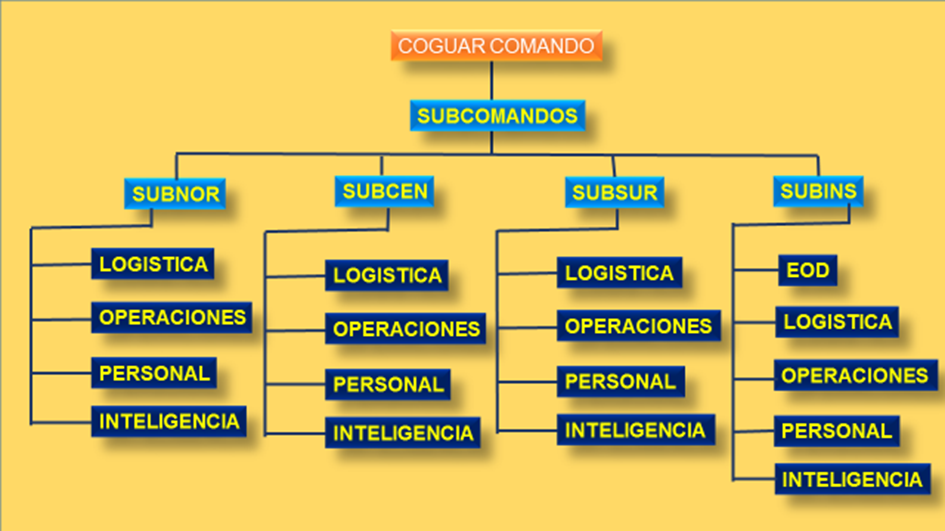 COGUAR COMANDO
SUBCOMANDOS
SUBNOR
LOGISTICA
OPERACIONES
PERSONAL
INTELIGENCIA
SUBCEN
LOGISTICA
OPERACIONES
PERSONAL
INTELIGENCIA
SUBSUR
LOGISTICA
OPERACIONES
PERSONAL
INTELIGENCIA
SUBINS
EOD
LOGISTICA
OPERACIONES
PERSONAL
INTELIGENCIA